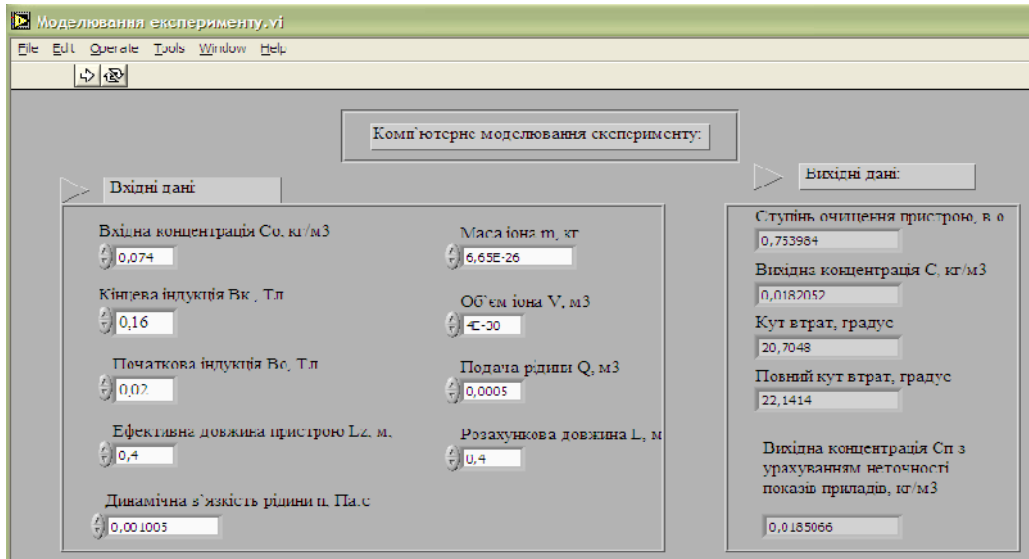 Моделювання експерименту.vi
File Edit Operate Tools Window Help
Комп`ютерне моделювання експерименту:
Вхідні дані:
Вхідна концентрація Со, кг/м3
0,074
Кінцева індукція Вк , Тл
0,16
Початкова індукція Во, Тл
0,02
Ефективна довжина пристрою Lz, м,
0,4
Динамічна в`язкість рідини n, Па.с
0,001005
Маса іона m, кг
6,65E-26
Об`єм іона V, м3
4E-30
Подача рідини Q, м3
0,0005
Розахункова довжина L, м
0,4
Вихідні дані:
Ступінь очищення пристрою, в.о
0,753984
Вихідна концентрація С, кг/м3
0,0182052
Кут втрат, градус
20,7048
Повний кут втрат, градус
22,1414
Вихідна концентрація Сп з
урахуванням неточності
показів приладів, кг/м3
0,0185066